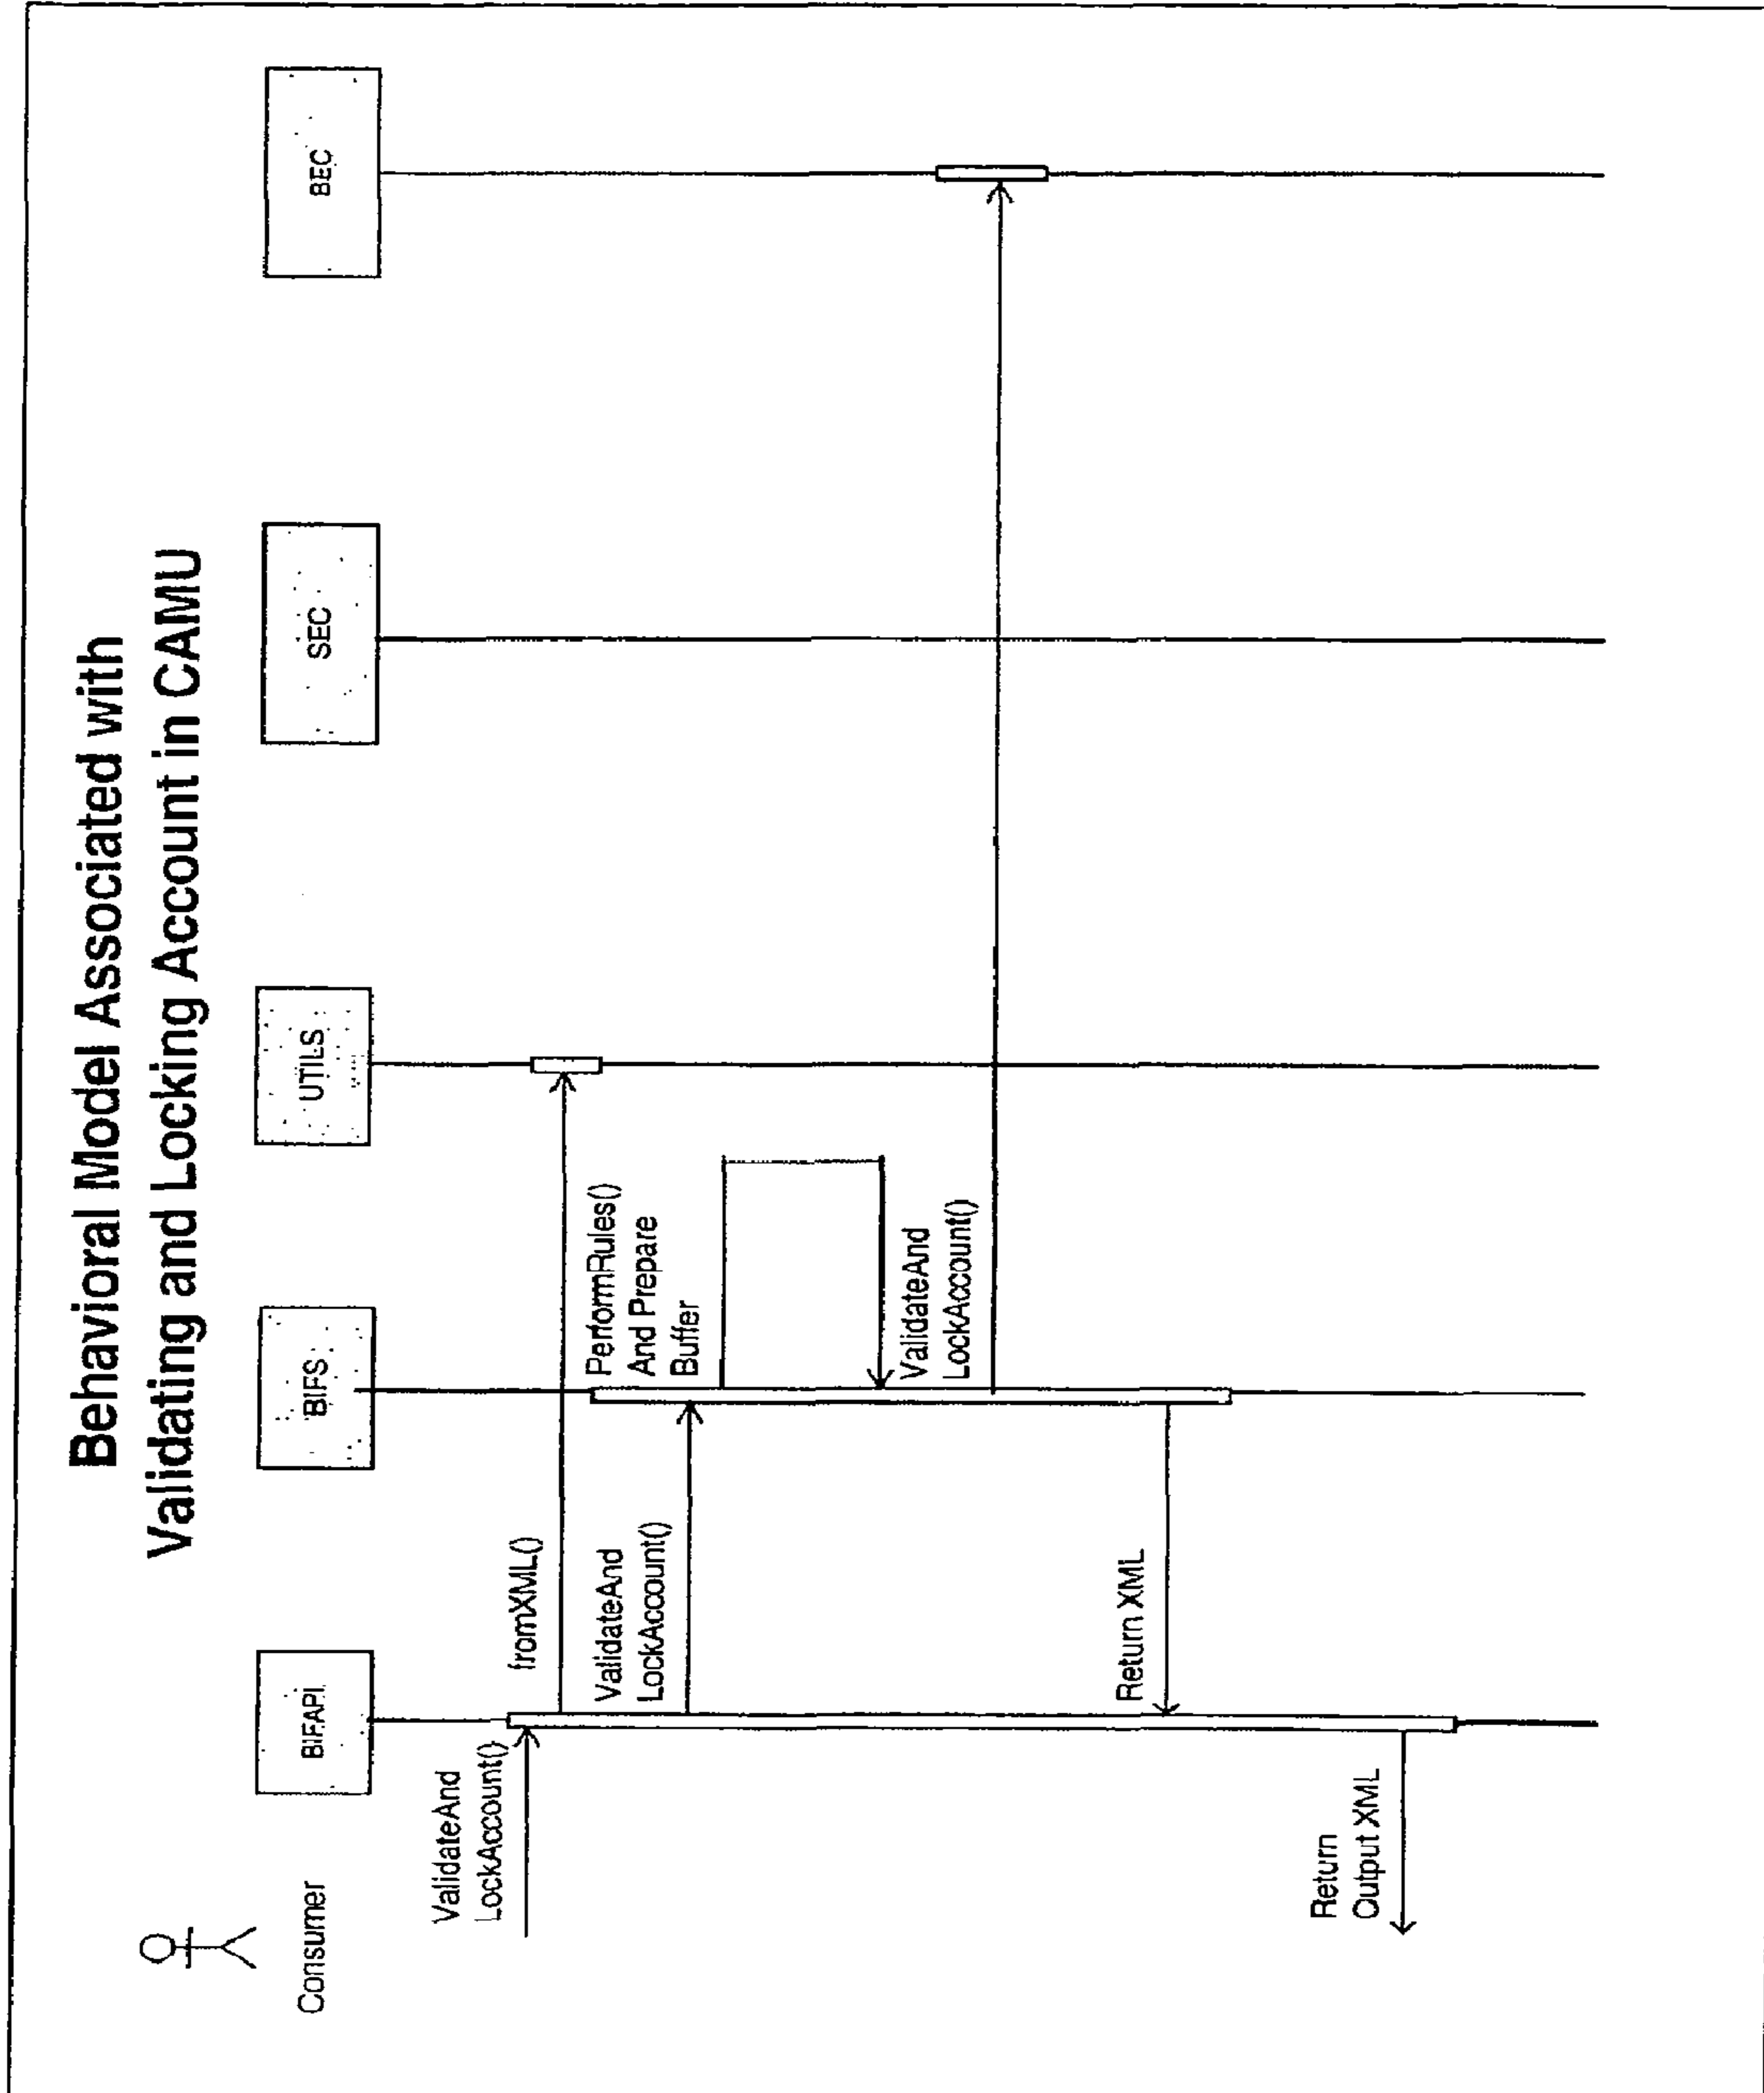 Behavioral Model Associated with
Validating and Locking Account in CAMU
Consumer
BIFAPI
BIFS
UTILS
SEC
BEC
ValidateAnd
LockAccount()
fromXML()
ValidateAnd
LockAccount()
PerformRules()
And Prepare
Buffer
ValidateAnd
LockAccount()
Return XML
Return
Output XML